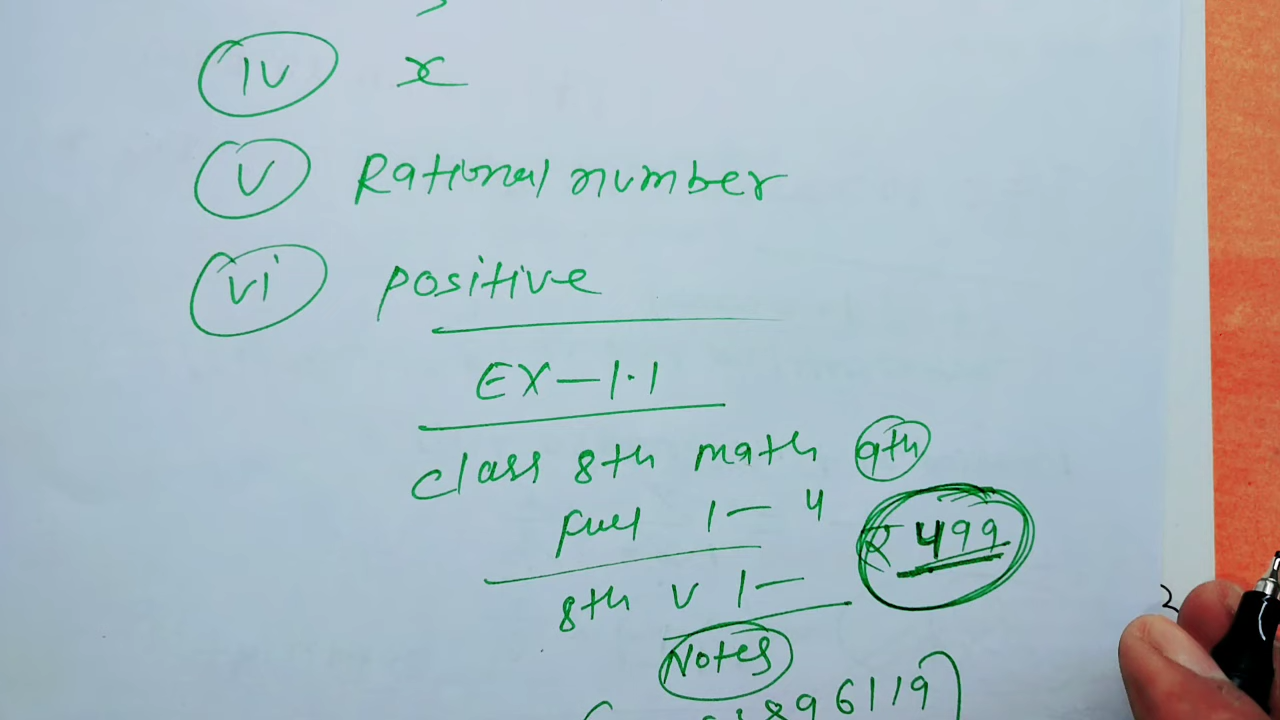 iv x
v Rational number
vi positive
EX-1.1
class 8th math 9th
full 1-4 ₹ 499
8th v 1-
Notes
896119